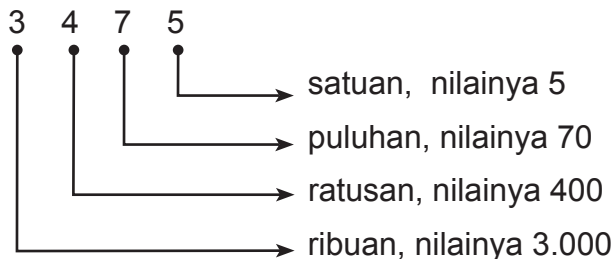 3 4 7 5
satuan, nilainya 5
puluhan, nilainya 70
ratusan, nilainya 400
ribuan, nilainya 3.000